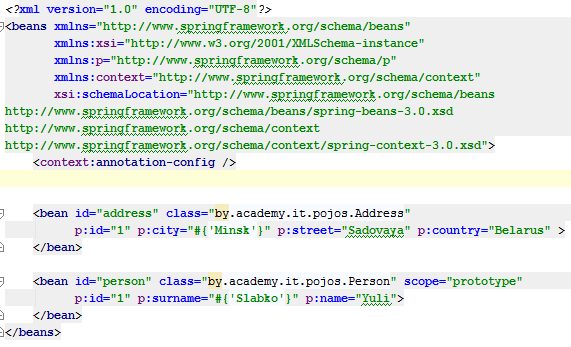 <?xml version="1.0" encoding="UTF-8"?>
<beans xmlns="http://www.springframework.org/schema/beans"
xmlns:xsi="http://www.w3.org/2001/XMLSchema-instance"
xmlns:p="http://www.springframework.org/schema/p"
xmlns:context="http://www.springframework.org/schema/context"
xsi:schemaLocation="http://www.springframework.org/schema/beans
http://www.springframework.org/schema/beans/spring-beans-3.0.xsd
http://www.springframework.org/schema/context
http://www.springframework.org/schema/context/spring-context-3.0.xsd">
<context:annotation-config />
<bean id="address" class="by.academy.it.pojos.Address"
p:id="1" p:city="#{'Minsk'}" p:street="Sadovaya" p:country="Belarus" >
</bean>
<bean id="person" class="by.academy.it.pojos.Person" scope="prototype"
p:id="1" p:surname="#{'Slabko'}" p:name="Yuli">
</bean>
</beans>